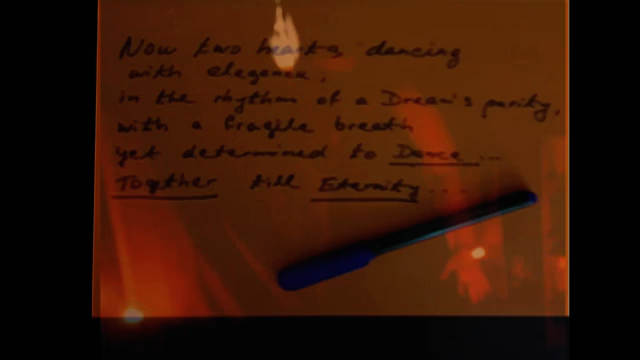 Now two hearts dancing
with elegance,
in the rhythm of a Dream's purity,
with a fragile breath
yet determined to Dance...
Together till Eternity...